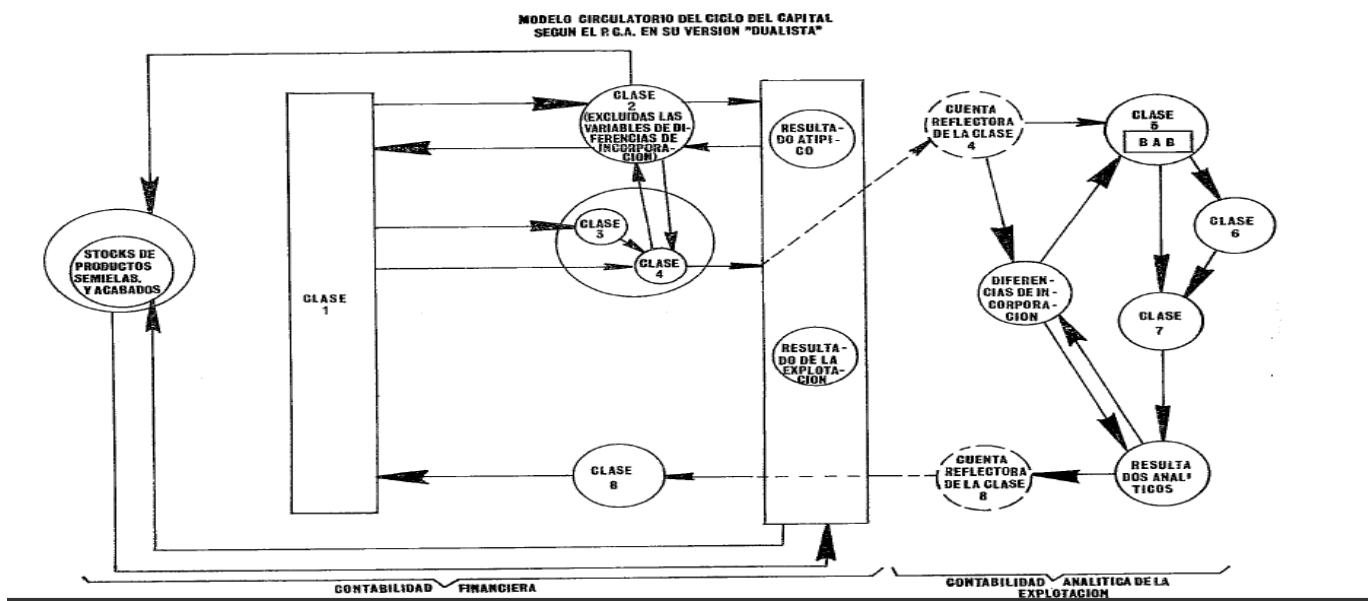 MODELO CIRCULATORIO DEL CICLO DEL CAPITAL
SEGUN EL P.G.A. EN SU VERSION "DUALISTA"
CLASE
2
(EXCLUIDAS LAS
VARIABLES DE DI-
FERENCIAS DE
INCORPORA-
CION)
RESULTA-
DO ATIPI-
CO
CUENTA
REFLECTORA
DE LA CLASE
4
CLASE
5
B A B
CLASE
3
CLASE
4
CLASE
6
STOCKS DE
PRODUCTOS
SEMIELAB.
Y ACABADOS
CLASE
1
DIFEREN-
CIAS DE IN-
CORPORA-
CION
CLASE
7
RESULTA-
DO DE LA
EXPLOTA-
CION
CLASE
8
CUENTA
REFLECTORA
DE LA CLASE
8
RESULTA
DOS ANALI
TICOS
CONTABILIDAD FINANCIERA
CONTABILIDAD ANALITICA DE LA
EXPLOTACION